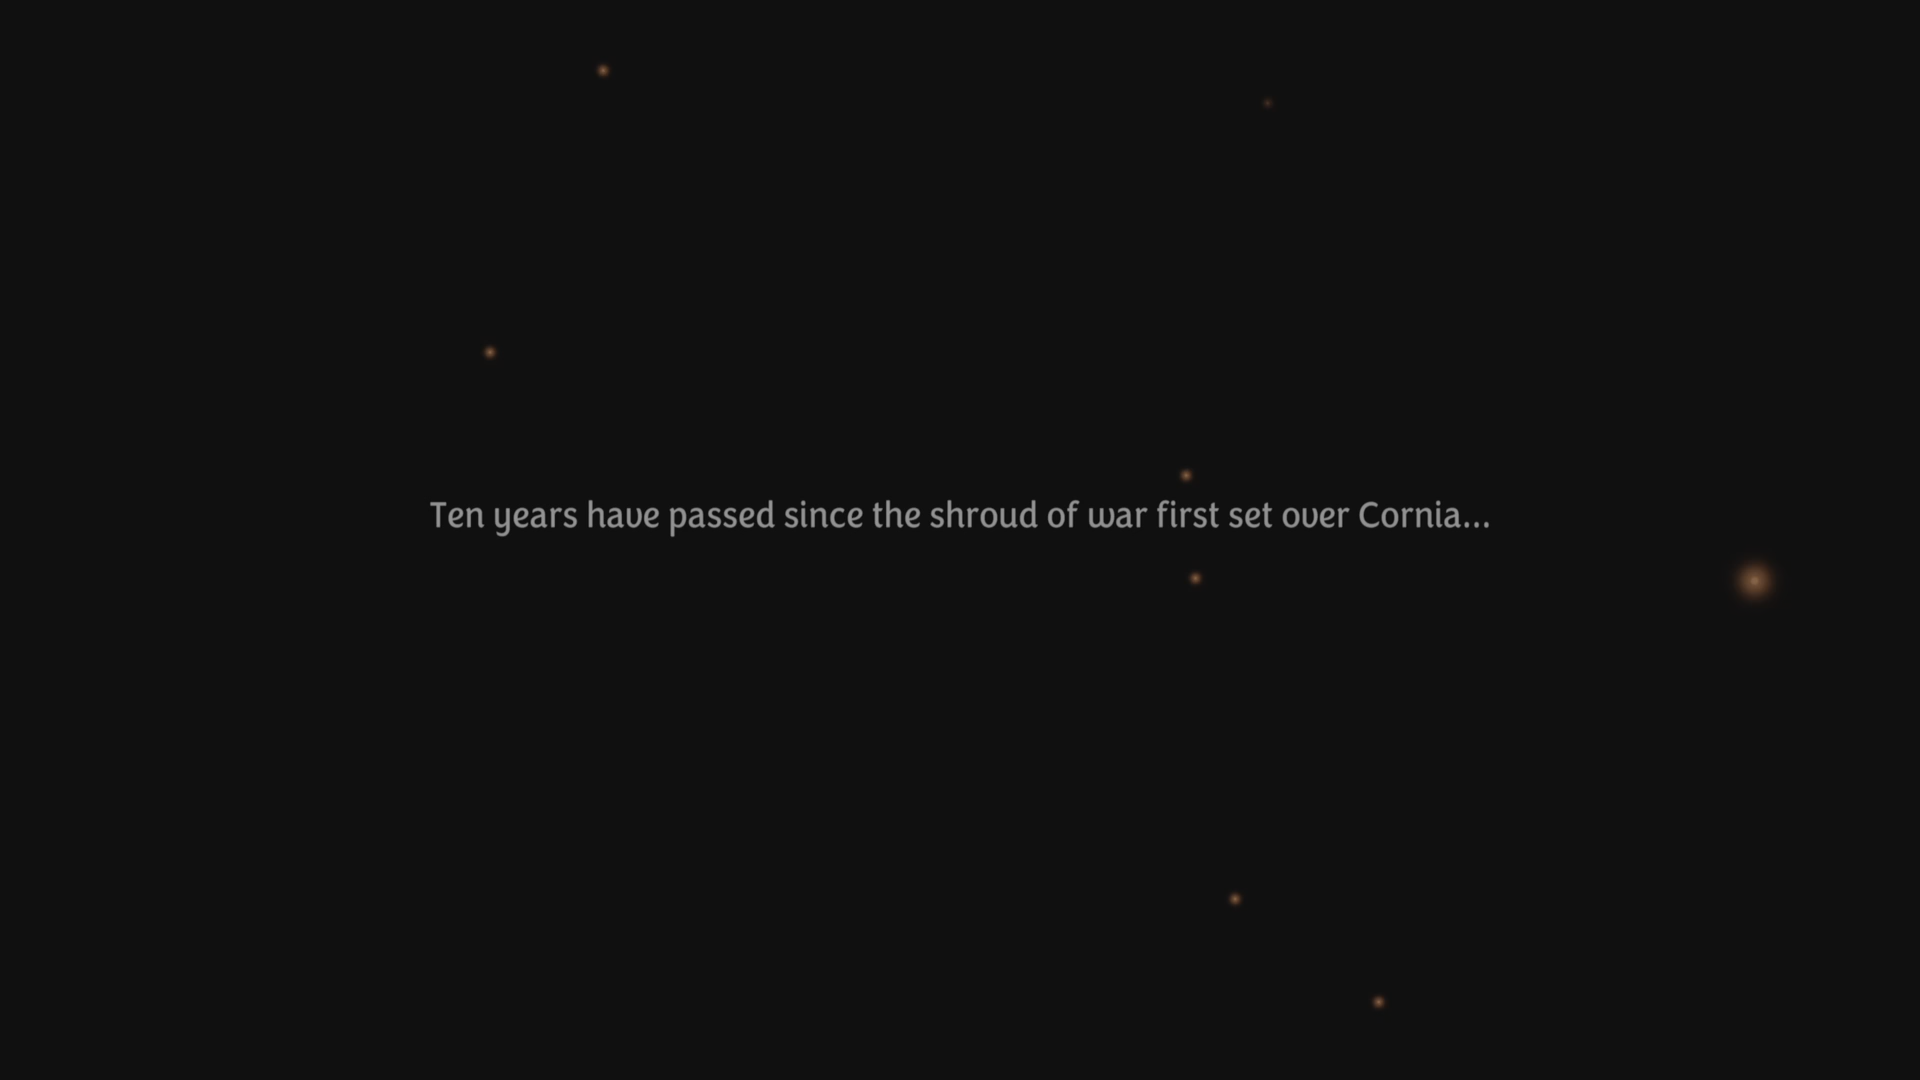 Ten years have passed since the shroud of war first set over Cornia...